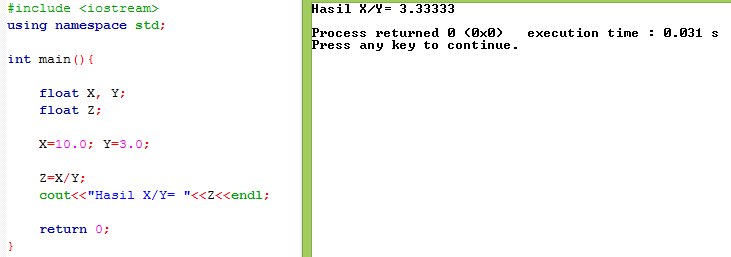 #include <iostream>
using namespace std;
int main(){
float X, Y;
float Z;
X=10.0; Y=3.0;
Z=X/Y;
cout<<"Hasil X/Y= "<<Z<<endl;
return 0;
}
Hasil X/Y= 3.33333
Process returned 0 (0x0)   execution time : 0.031 s
Press any key to continue.